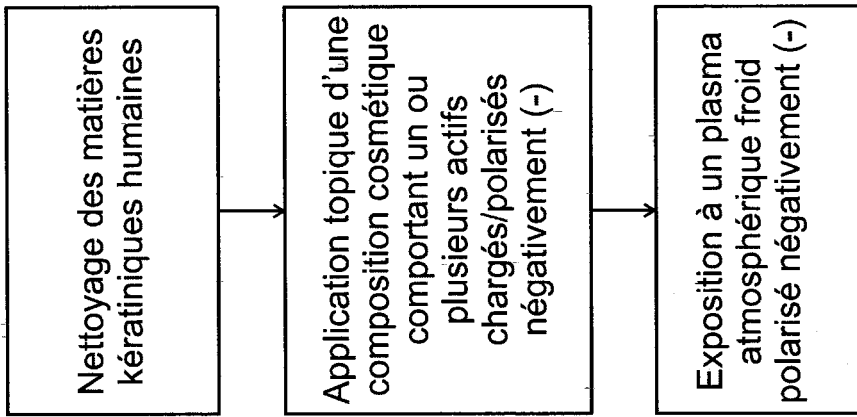 Nettoyage des matières
kératiniques humaines
Application topique d'une
composition cosmétique
comportant un ou
plusieurs actifs
chargés/polarisés
négativement (-)
Exposition à un plasma
atmosphérique froid
polarisé négativement (-)